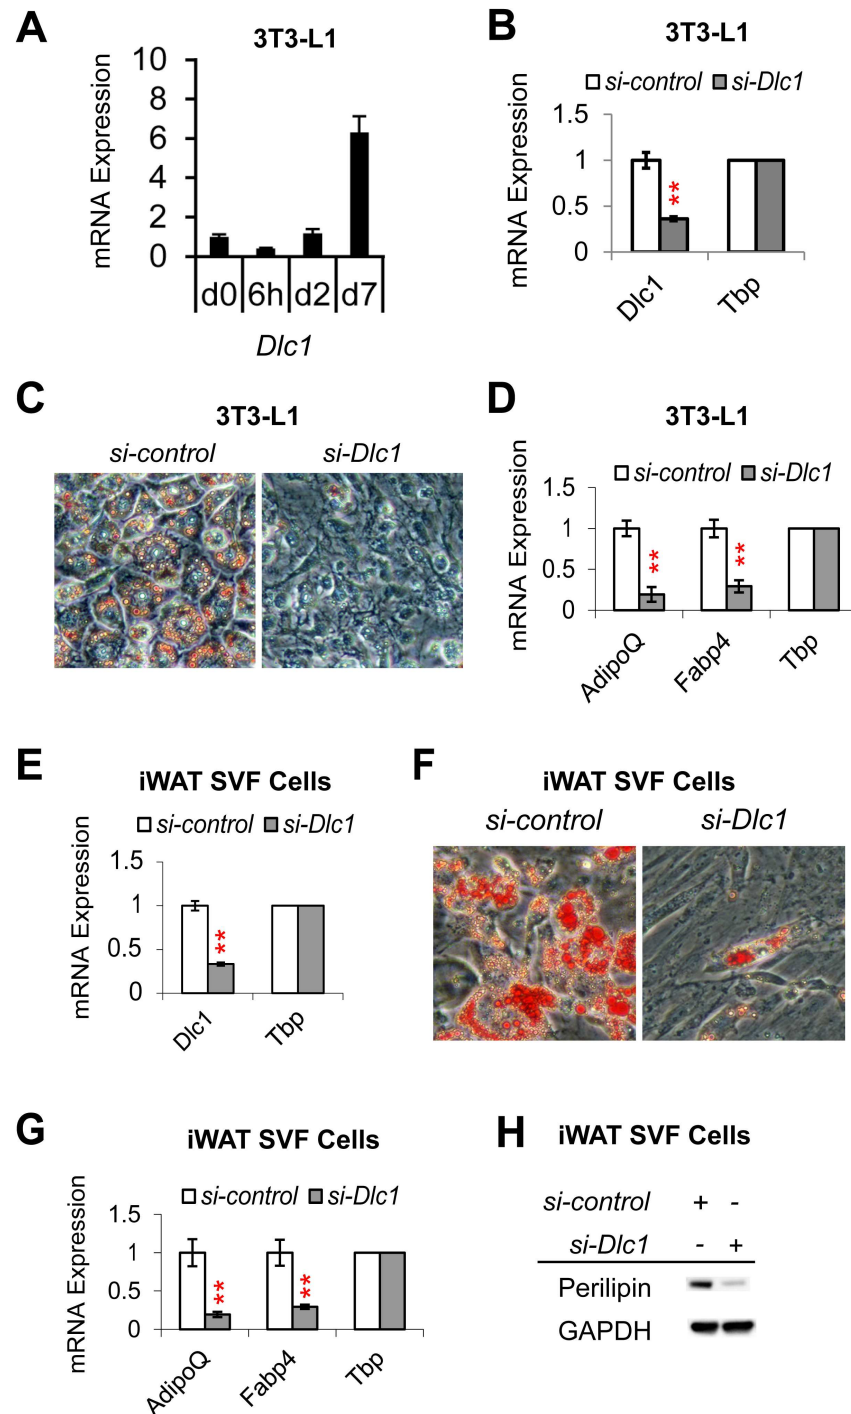 A
3T3-L1
mRNA Expression
10
8
6
4
2
0
d0 6h d2 d7
Dlc1
B
3T3-L1
si-control si-Dlc1
mRNA Expression
1.5
1
0.5
0
**
Dlc1 Tbp
C
3T3-L1
si-control si-Dlc1
D
3T3-L1
si-control si-Dlc1
mRNA Expression
1.5
1
0.5
0
** **
AdipoQ Fabp4 Tbp
E
iWAT SVF Cells
si-control si-Dlc1
mRNA Expression
1.5
1
0.5
0
**
Dlc1 Tbp
F
iWAT SVF Cells
si-control si-Dlc1
G
iWAT SVF Cells
si-control si-Dlc1
mRNA Expression
1.5
1
0.5
0
** **
AdipoQ Fabp4 Tbp
H
iWAT SVF Cells
si-control + -
si-Dlc1 - +
Perilipin
GAPDH